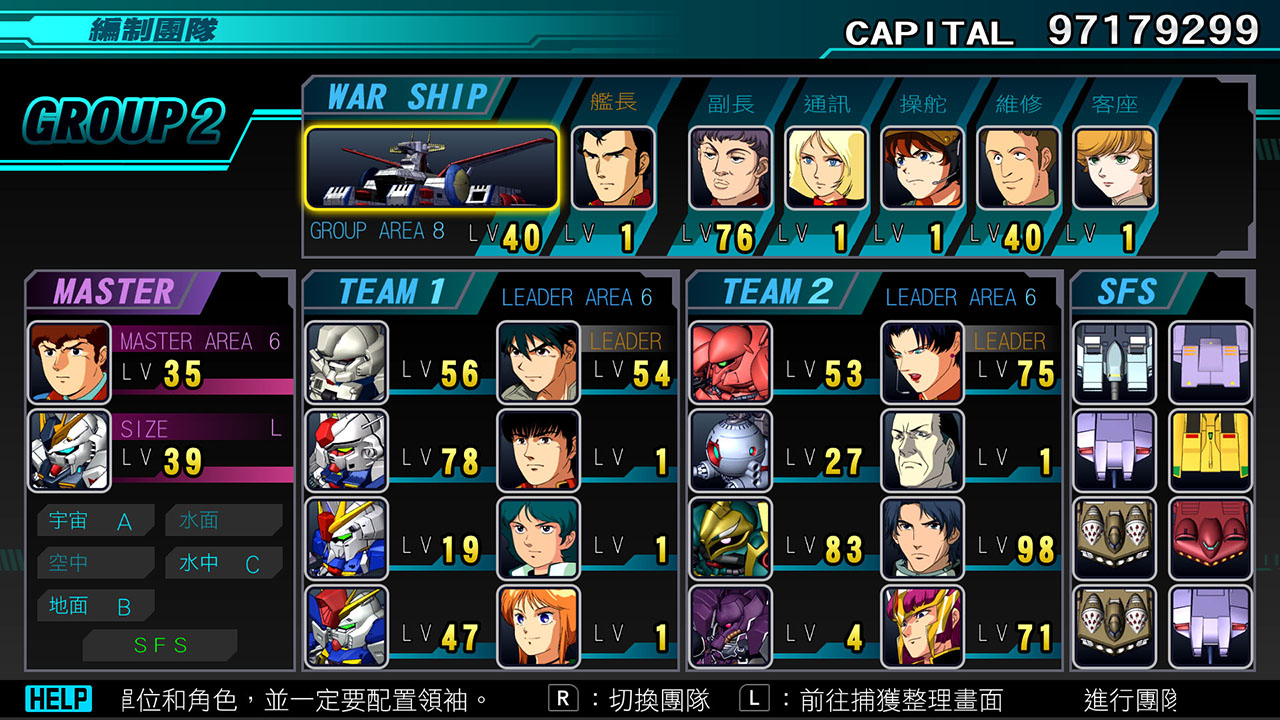 編制團隊
CAPITAL 97179299
GROUP 2
WAR SHIP 艦長 副長 通訊 操舵 維修 客座
GROUP AREA 8 LV 40 LV 1 LV 76 LV 1 LV 1 LV 40 LV 1
MASTER
MASTER AREA 6
LV 35
SIZE L
LV 39
宇宙 A 水面
空中 水中 C
地面 B
SFS
TEAM 1 LEADER AREA 6
LV 56 LEADER LV 54
LV 78 LV 1
LV 19 LV 1
LV 47 LV 1
TEAM 2 LEADER AREA 6
LV 53 LEADER LV 75
LV 27 LV 1
LV 83 LV 98
LV 4 LV 71
SFS
HELP 單位和角色，並一定要配置領袖。 R：切換團隊 L：前往捕獲整理畫面 進行團隊